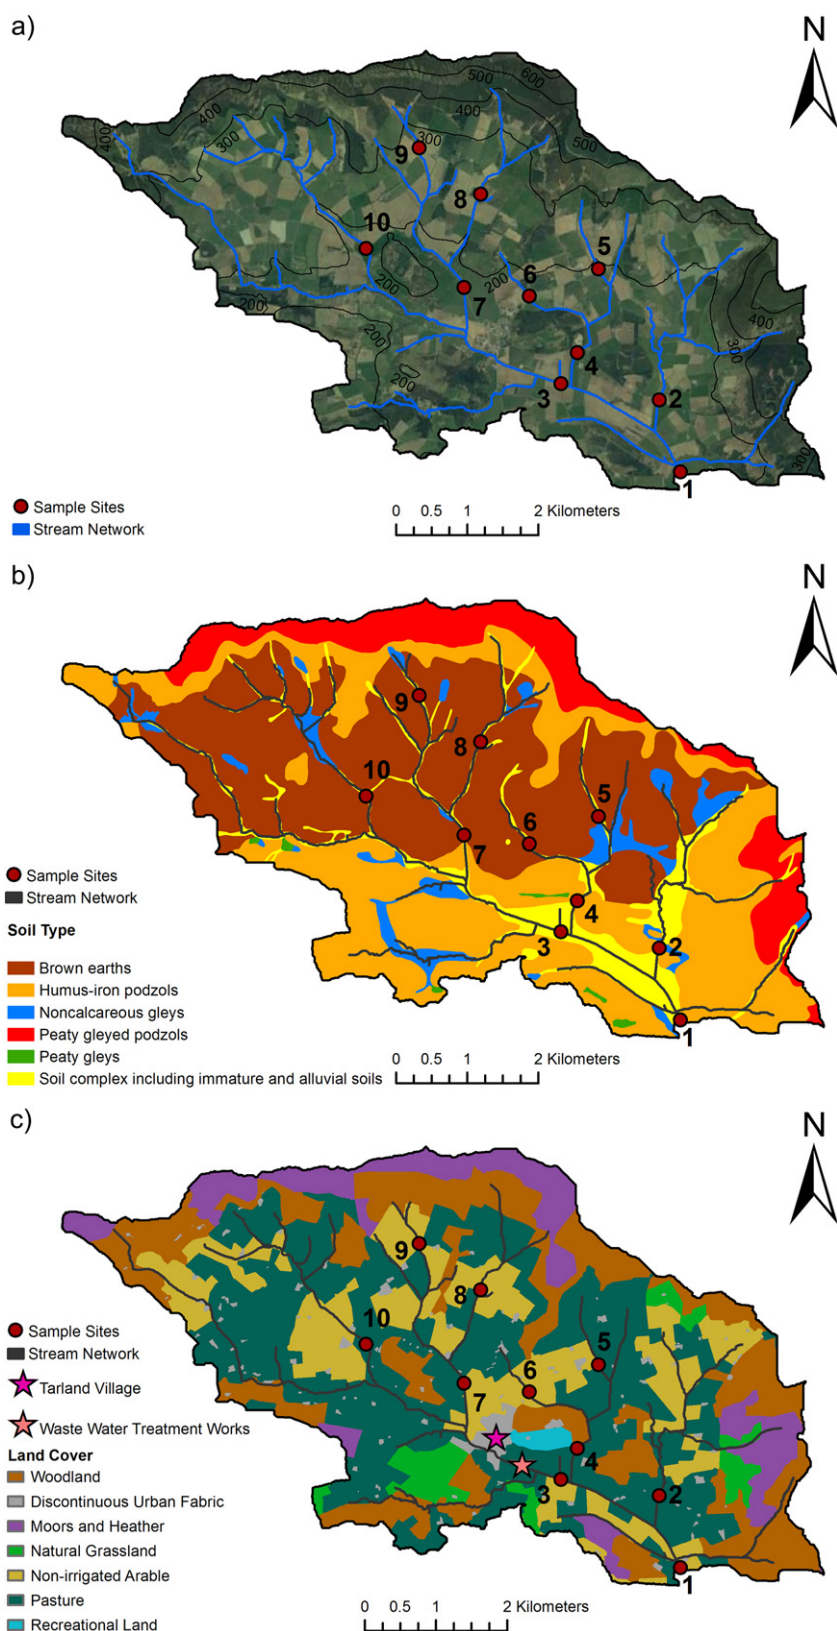 a)
N
500
600
400
400
400
300
300
500
9
8
10
5
200
6
200
7
200
200
400
300
4
200
3
2
300
1
Sample Sites
Stream Network
0 0.5 1 2 Kilometers
b)
N
9
8
10
5
6
7
4
3
2
1
Sample Sites
Stream Network
Soil Type
Brown earths
Humus-iron podzols
Noncalcareous gleys
Peaty gleyed podzols
Peaty gleys
Soil complex including immature and alluvial soils
0 0.5 1 2 Kilometers
c)
N
9
8
10
5
6
7
4
3
2
1
Sample Sites
Stream Network
Tarland Village
Waste Water Treatment Works
Land Cover
Woodland
Discontinuous Urban Fabric
Moors and Heather
Natural Grassland
Non-irrigated Arable
Pasture
Recreational Land
0 0.5 1 2 Kilometers